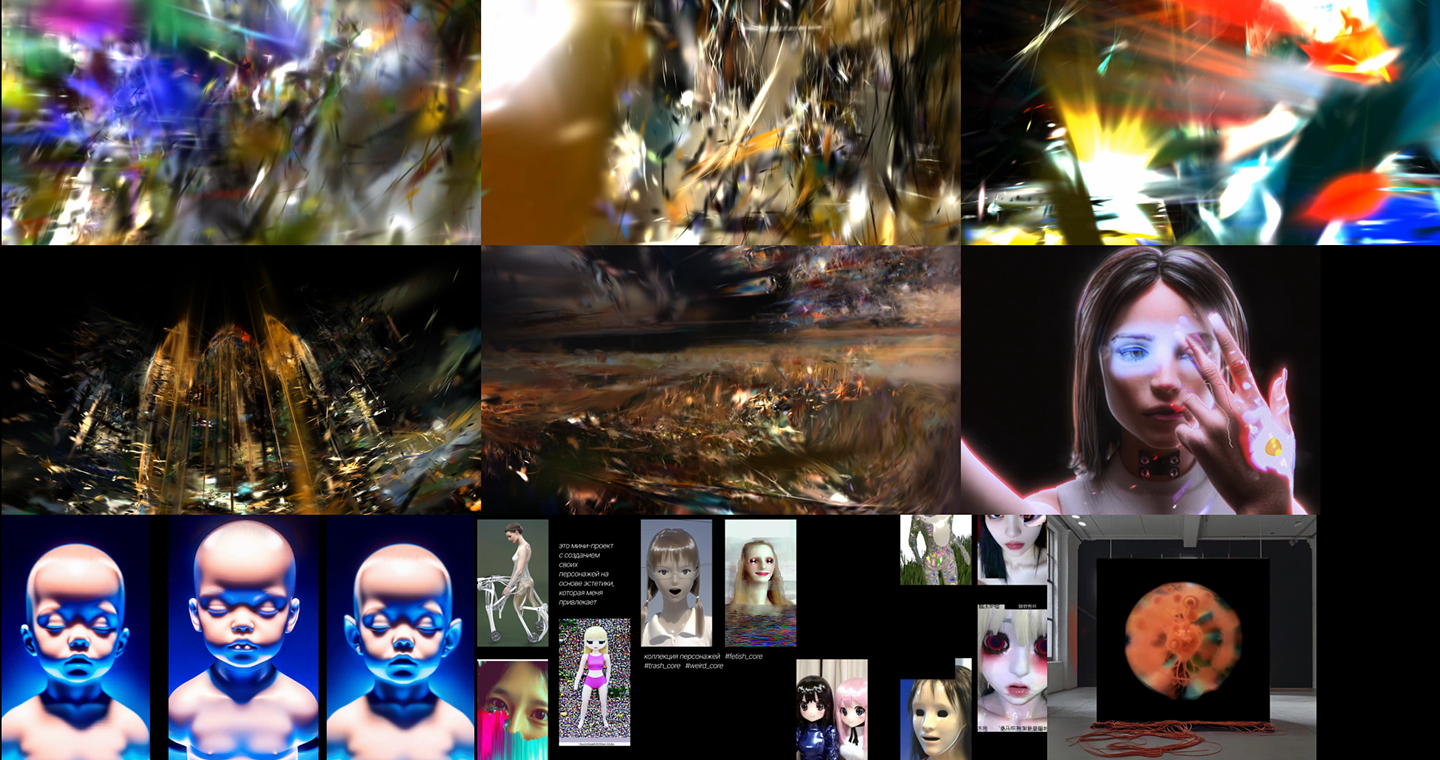 это мини-проект
с созданием
своих
персонажей на
основе эстетики,
которая меня
привлекает
коллекция персонажей #fetish_core
#trash_core #weird_core